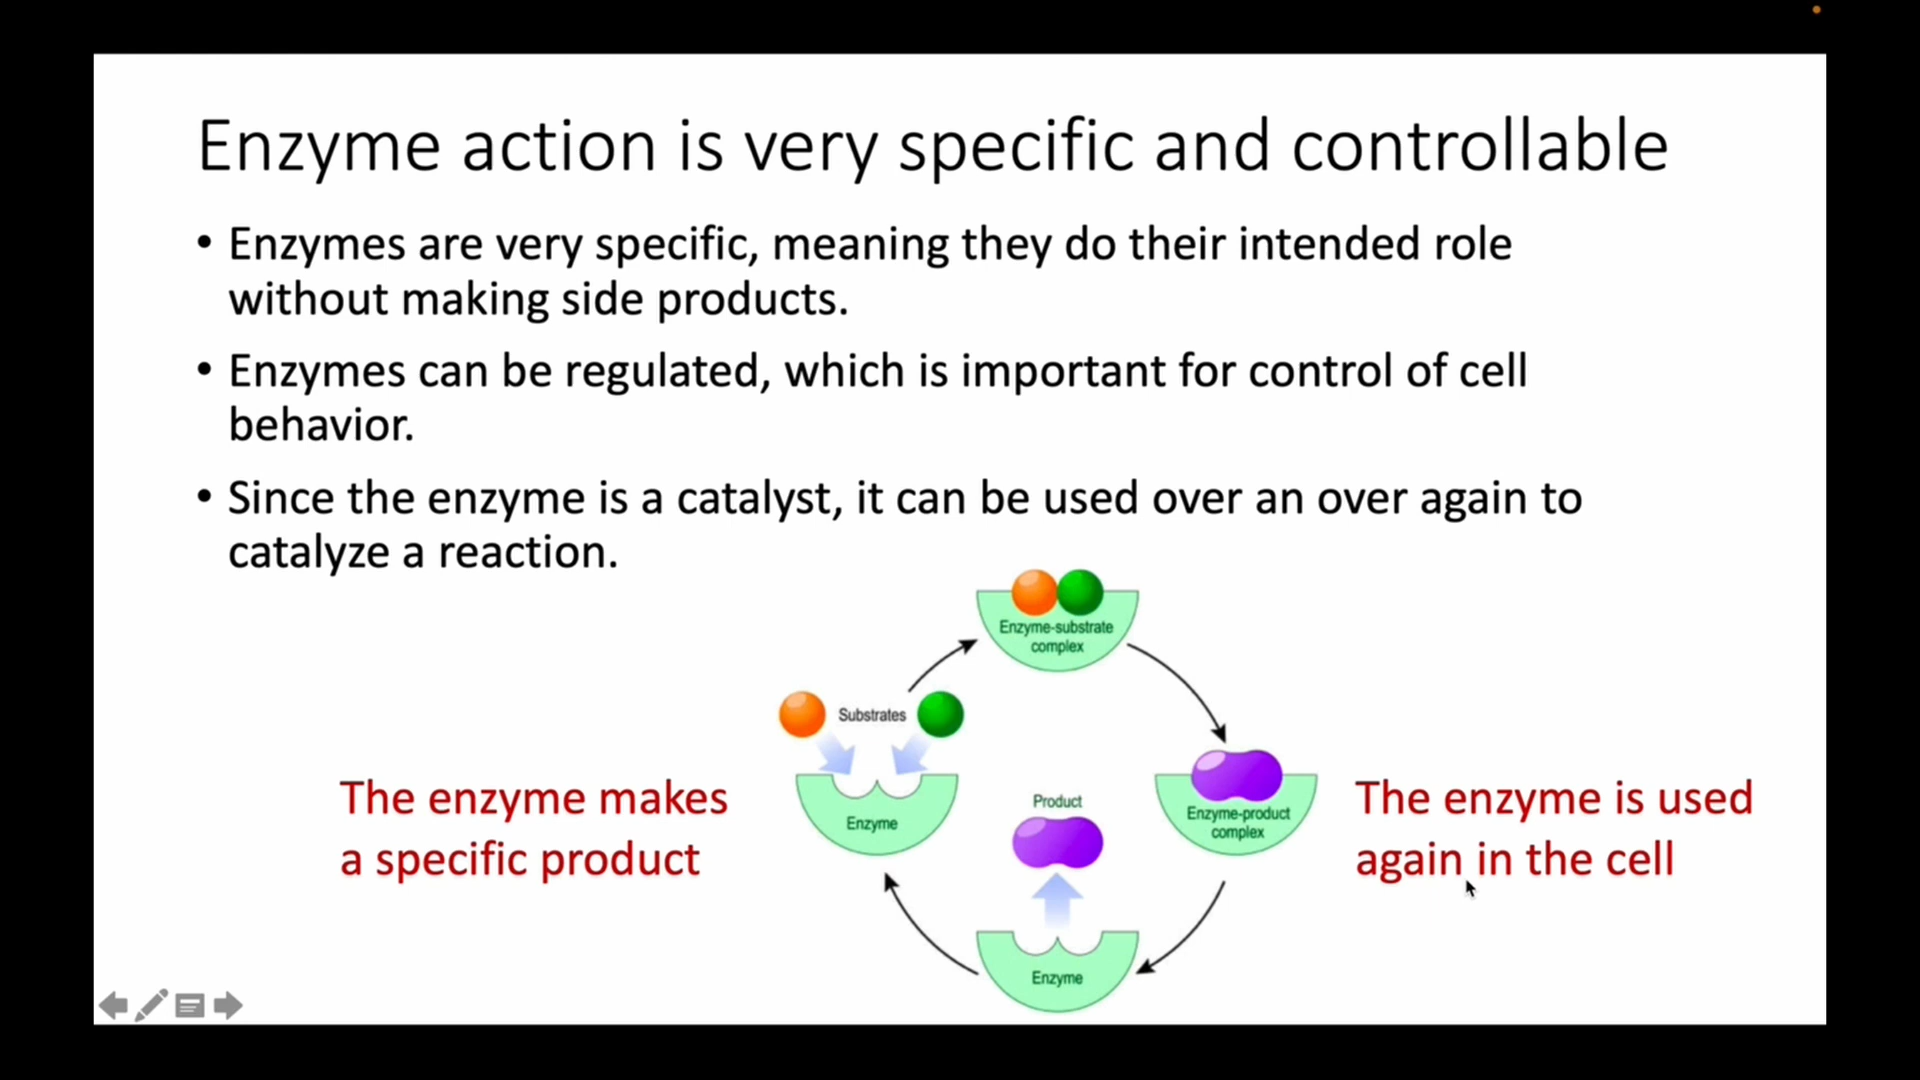 Enzyme action is very specific and controllable
• Enzymes are very specific, meaning they do their intended role
without making side products.
• Enzymes can be regulated, which is important for control of cell
behavior.
• Since the enzyme is a catalyst, it can be used over an over again to
catalyze a reaction.
Enzyme-substrate
complex
Substrates
Enzyme
The enzyme makes
a specific product
Product
Enzyme-product
complex
The enzyme is used
again in the cell
Enzyme